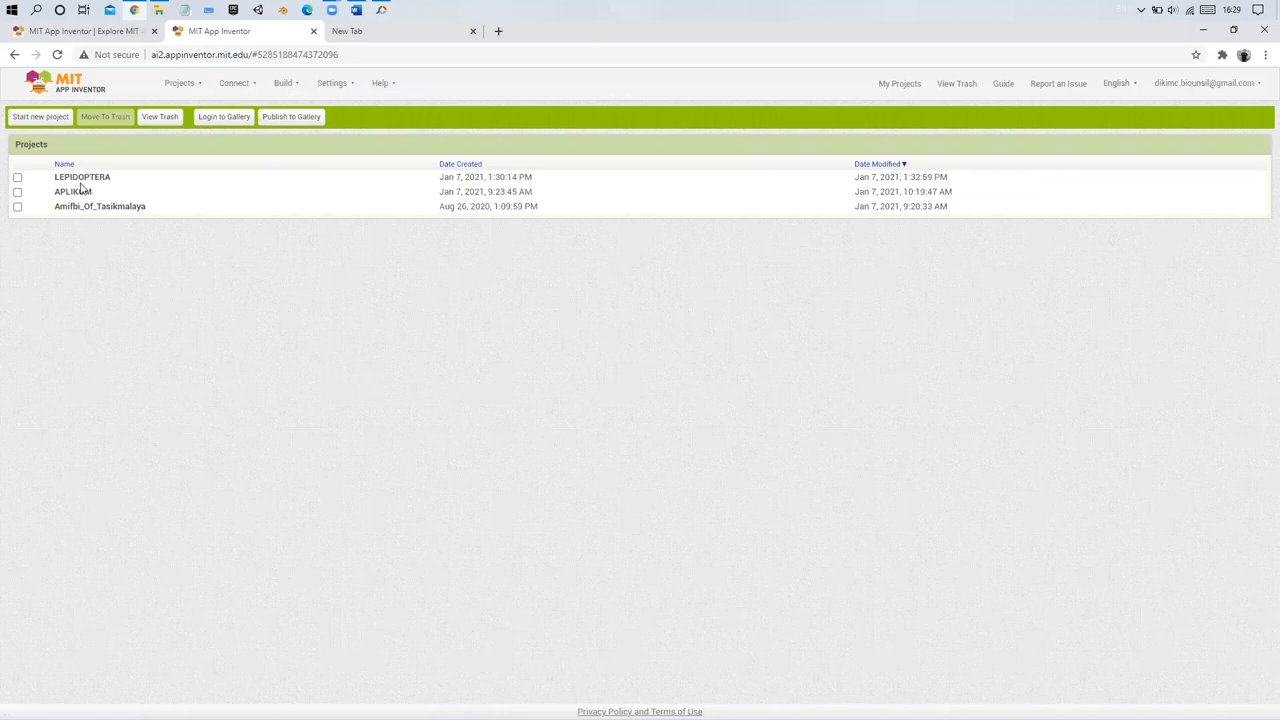 16:29
MIT App Inventor | Explore MIT
MIT App Inventor
New Tab
Not secure
ai2.appinventor.mit.edu/#5285188474372096
MIT
APP INVENTOR
Projects
Connect
Build
Settings
Help
My Projects
View Trash
Guide
Report an Issue
English
dikimc.biounsil@gmail.com
Start new project
Move To Trash
View Trash
Login to Gallery
Publish to Gallery
Projects
Name Date Created Date Modified
LEPIDOPTERA Jan 7, 2021, 1:30:14 PM Jan 7, 2021, 1:32:59 PM
Jan 7, 2021, 9:23:45 AM Jan 7, 2021, 10:19:47 AM
Amifbi_Of_Tasikmalaya Aug 26, 2020, 1:09:59 PM Jan 7, 2021, 9:20:33 AM
Privacy Policy and Terms of Use